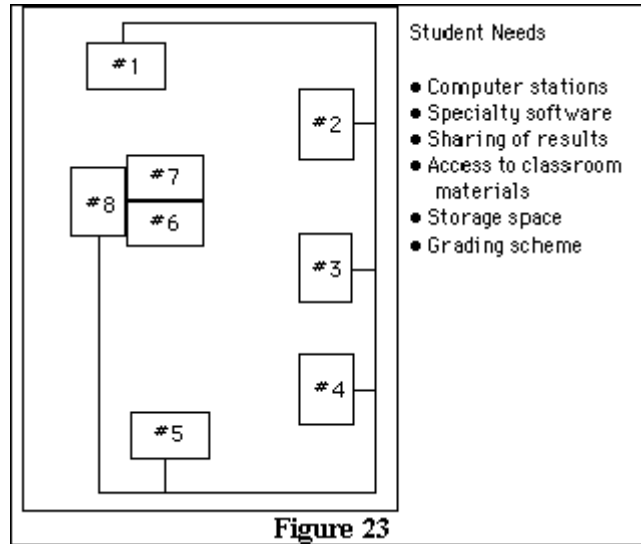 #1
#2
#7
#8
#6
#3
#4
#5
Student Needs
● Computer stations
● Specialty software
● Sharing of results
● Access to classroom
materials
● Storage space
● Grading scheme
Figure 23